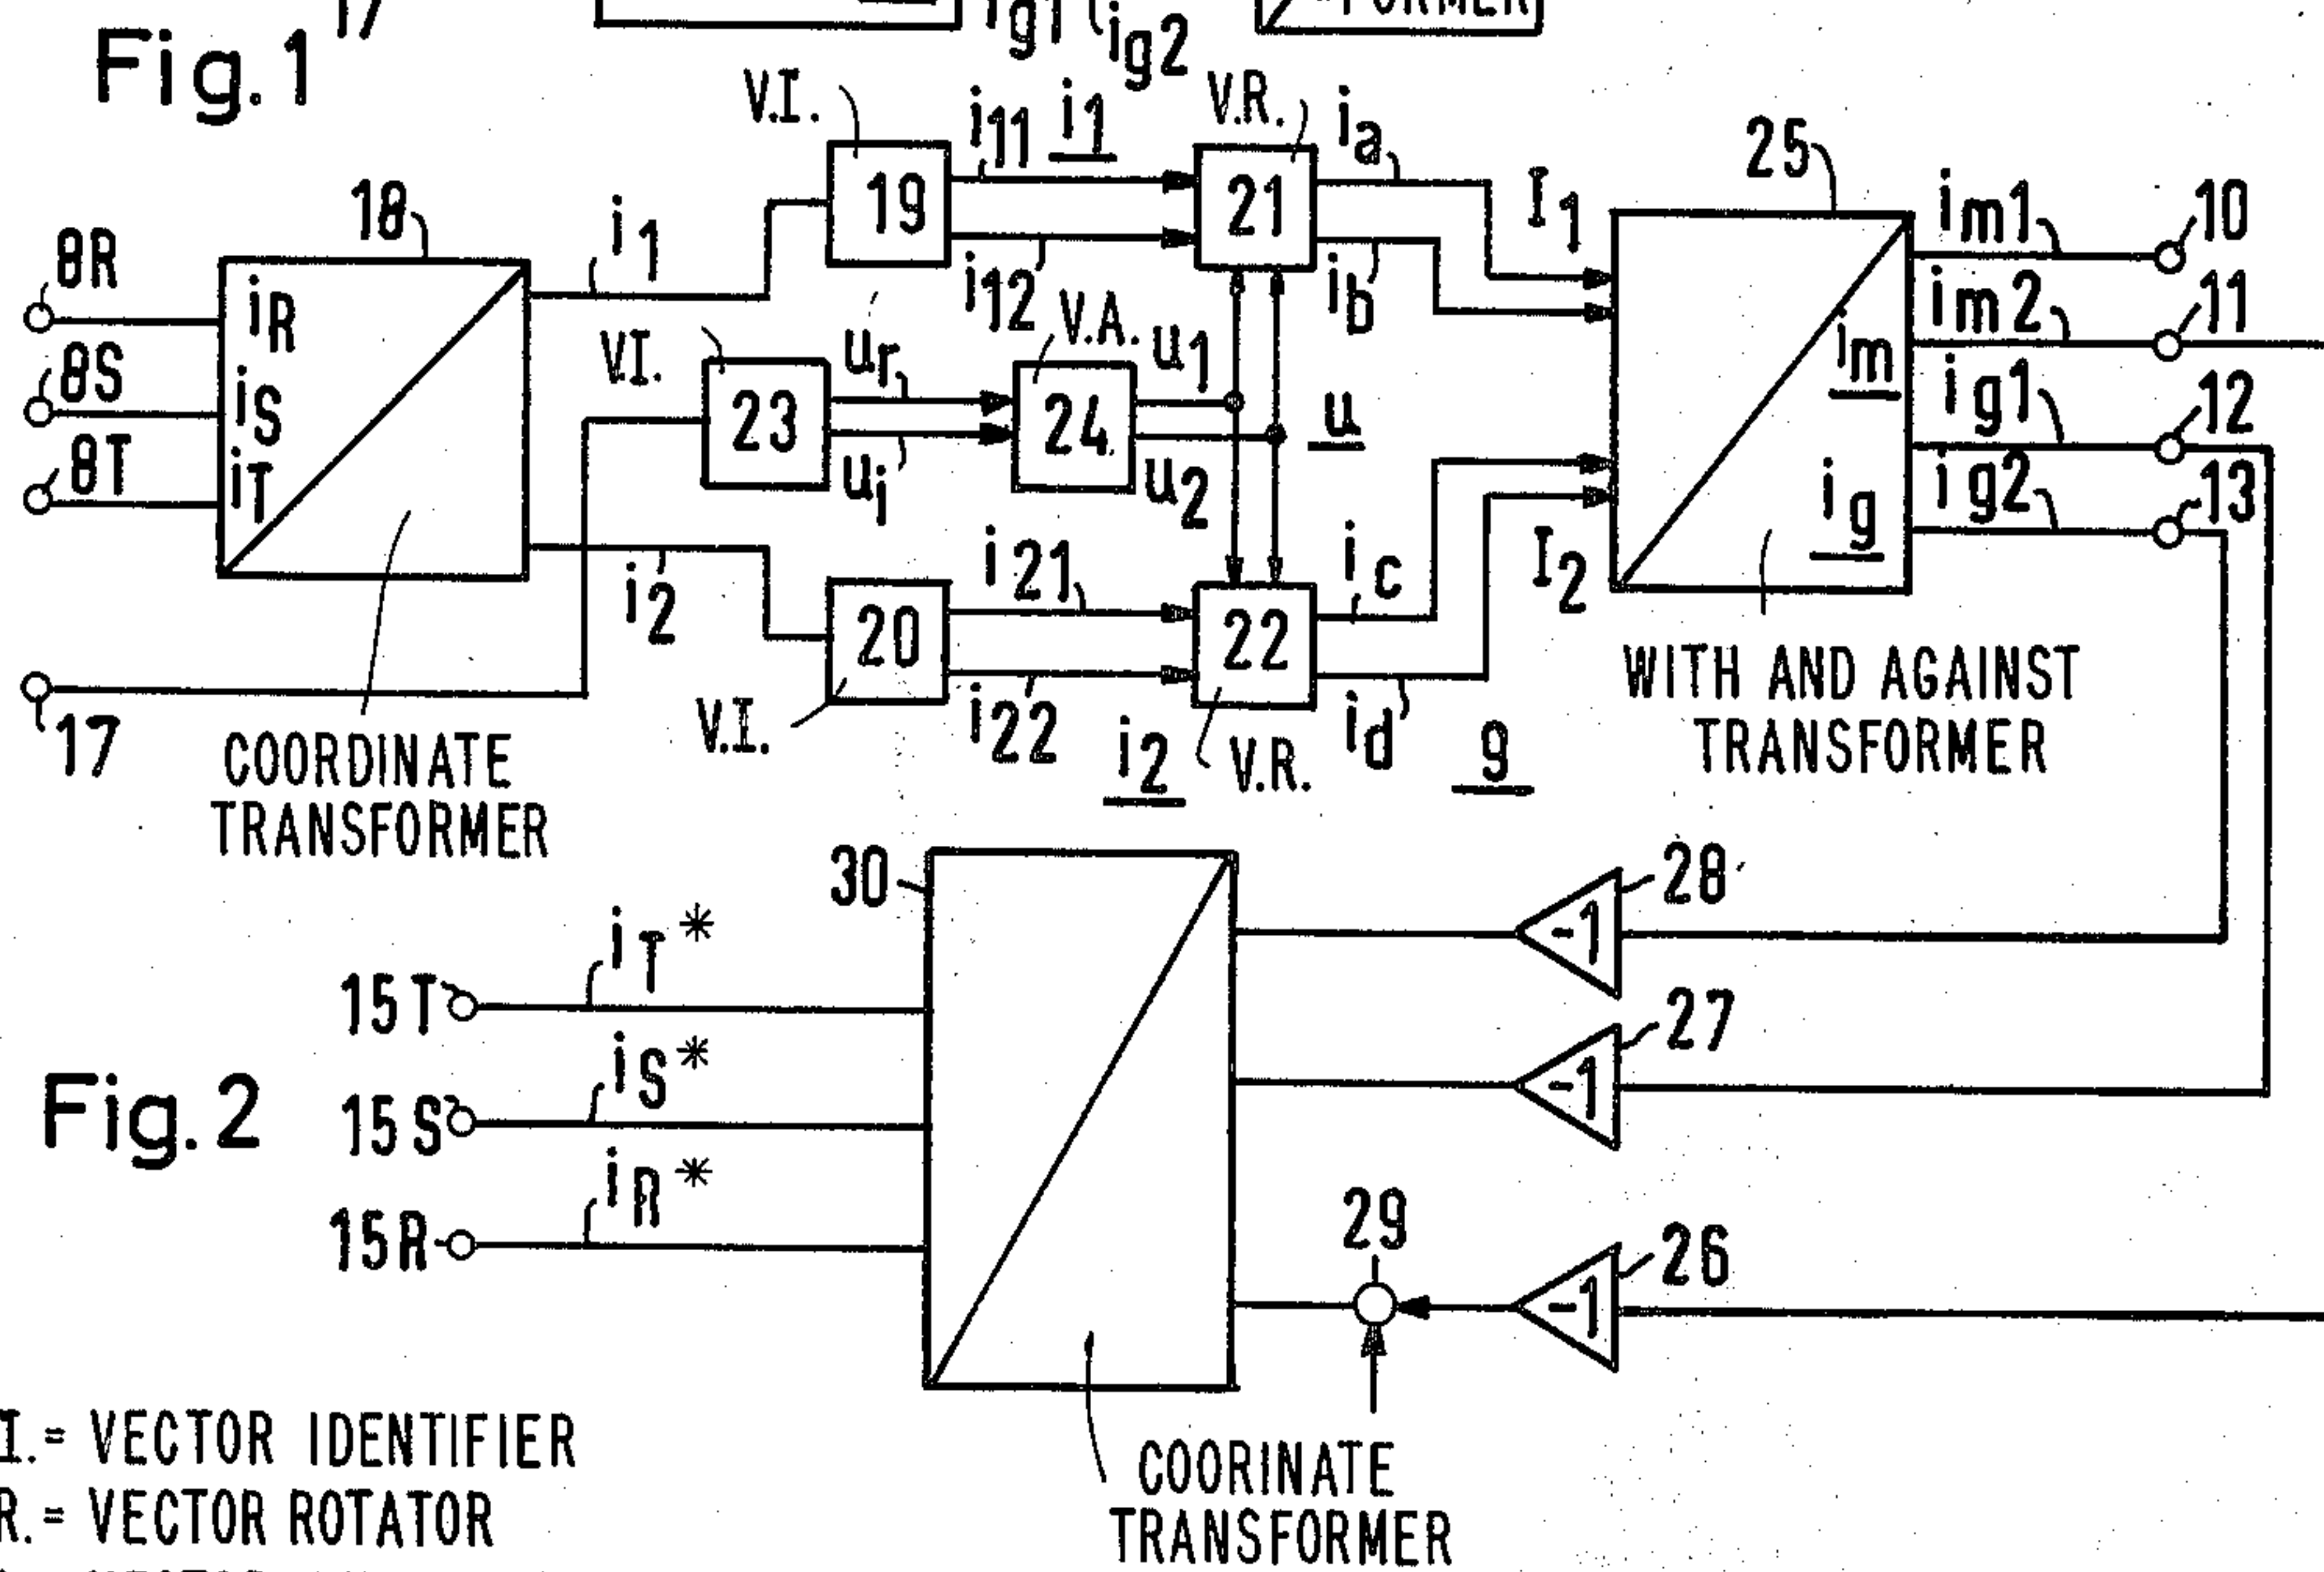 Fig.1
17
ig1
ig2
FORMER
V.I.
i11
i1
V.R.
ia
25
18
i1
19
21
I1
im1
10
8R
iR
i12
ib
im2
11
8S
iS
V.I.
ur
V.A.
u1
im
ig1
12
8T
iT
23
24
u
ui
u2
ig
ig2
13
i21
ic
I2
i2
20
22
17
V.I.
i22
i2
V.R.
id
9
WITH AND AGAINST
TRANSFORMER
COORDINATE
TRANSFORMER
30
28
-1
iT*
15T
27
-1
iS*
Fig.2
15S
iR*
15R
29
26
-1
I.= VECTOR IDENTIFIER
R.= VECTOR ROTATOR
COORINATE
TRANSFORMER